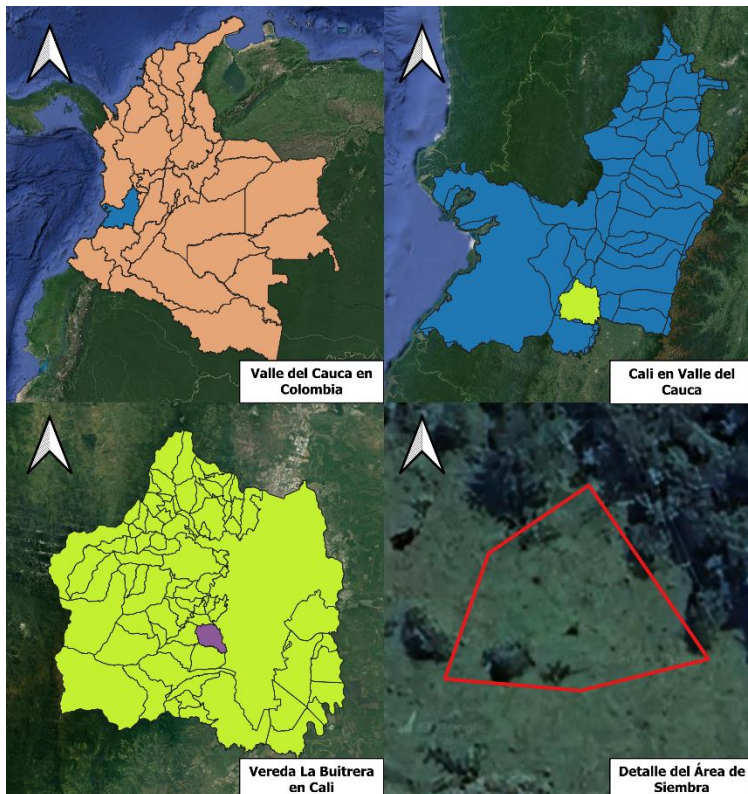 Valle del Cauca en
Colombia
Cali en Valle del
Cauca
Vereda La Buitrera
en Cali
Detalle del Área de
Siembra